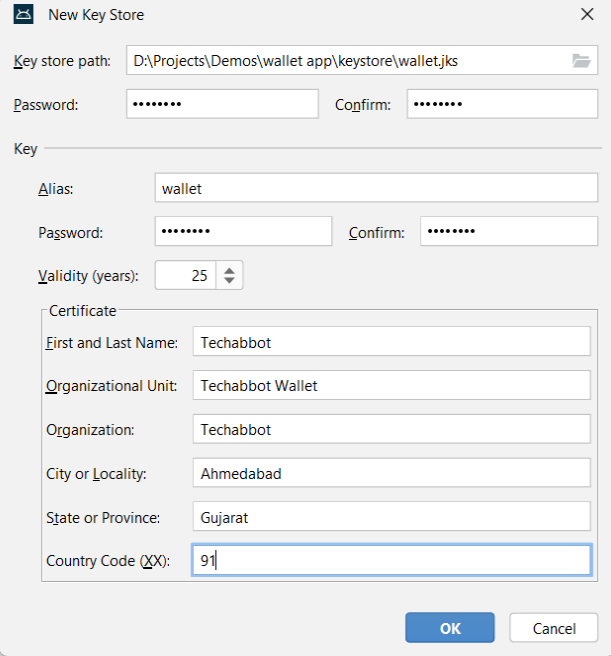 New Key Store
Key store path: D:\Projects\Demos\wallet app\keystore\wallet.jks
Password: •••••••• Confirm: ••••••••
Key
Alias: wallet
Password: •••••••• Confirm: ••••••••
Validity (years): 25
Certificate
First and Last Name: Techabbot
Organizational Unit: Techabbot Wallet
Organization: Techabbot
City or Locality: Ahmedabad
State or Province: Gujarat
Country Code (XX): 91
OK Cancel